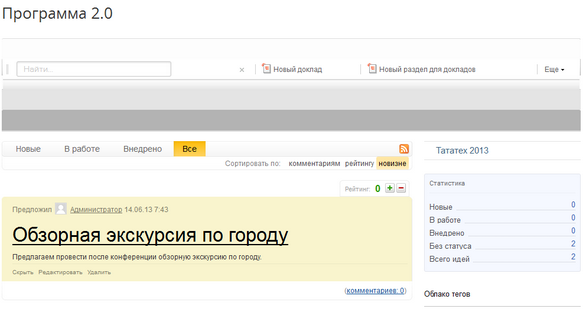 Программа 2.0
Найти..
Новый доклад
Новый раздел для докладов
Еще
Новые
В работе
Внедрено
Все
Сортировать по: комментариям рейтингу новизне
Рейтинг: 0
Предложил Администратор 14.06.13 7:43
Обзорная экскурсия по городу
Предлагаем провести после конференции обзорную экскурсию по городу.
Скрыть Редактировать Удалить
(комментариев: 0)
Tататех 2013
Статистика
Новые 0
В работе 0
Внедрено 0
Без статуса 2
Всего идей 2
Облако тегов